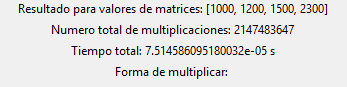 Resultado para valores de matrices: [1000, 1200, 1500, 2300]
Numero total de multiplicaciones: 2147483647
Tiempo total: 7.514586095180032e-05 s
Forma de multiplicar: